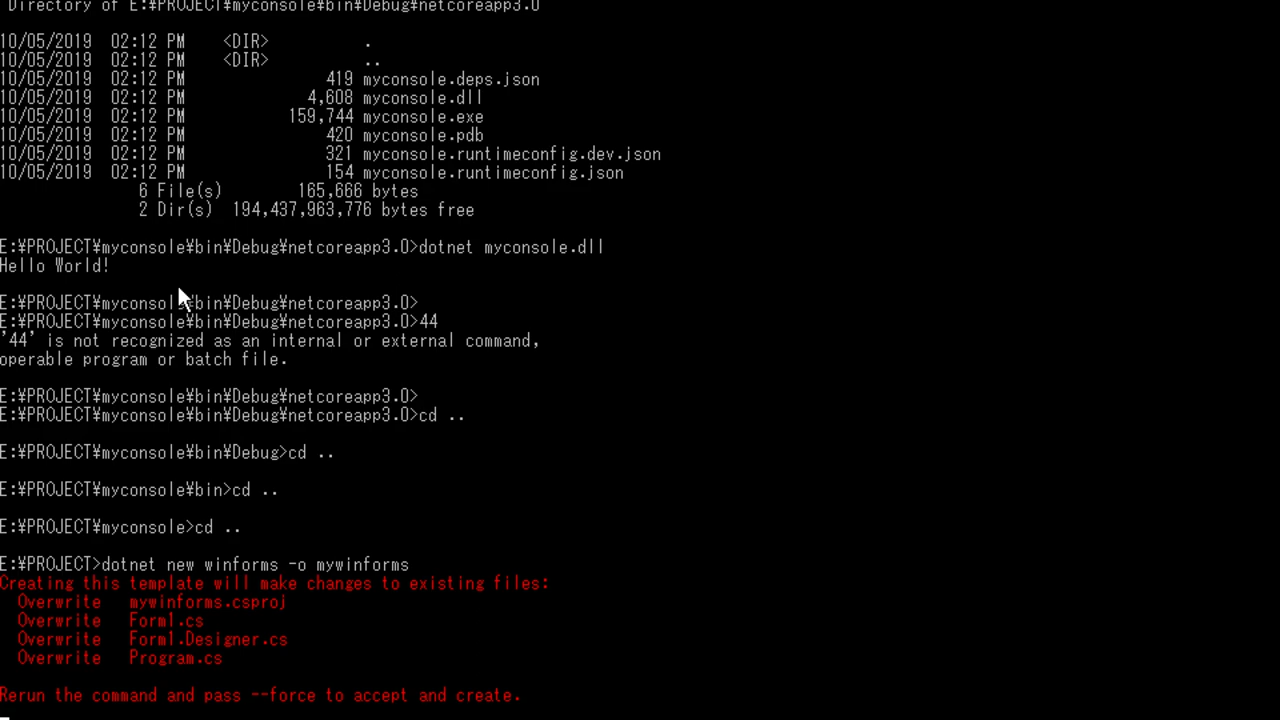 Directory of E:¥PROJECT¥myconsole¥bin¥Debug¥netcoreapp3.0
10/05/2019 02:12 PM <DIR> .
10/05/2019 02:12 PM <DIR> ..
10/05/2019 02:12 PM 419 myconsole.deps.json
10/05/2019 02:12 PM 4,608 myconsole.dll
10/05/2019 02:12 PM 159,744 myconsole.exe
10/05/2019 02:12 PM 420 myconsole.pdb
10/05/2019 02:12 PM 321 myconsole.runtimeconfig.dev.json
10/05/2019 02:12 PM 154 myconsole.runtimeconfig.json
6 File(s) 165,666 bytes
2 Dir(s) 194,437,963,776 bytes free
E:¥PROJECT¥myconsole¥bin¥Debug¥netcoreapp3.0>dotnet myconsole.dll
Hello World!
E:¥PROJECT¥myconsole¥bin¥Debug¥netcoreapp3.0>
E:¥PROJECT¥myconsole¥bin¥Debug¥netcoreapp3.0>44
'44' is not recognized as an internal or external command,
operable program or batch file.
E:¥PROJECT¥myconsole¥bin¥Debug¥netcoreapp3.0>
E:¥PROJECT¥myconsole¥bin¥Debug¥netcoreapp3.0>cd ..
E:¥PROJECT¥myconsole¥bin¥Debug>cd ..
E:¥PROJECT¥myconsole¥bin>cd ..
E:¥PROJECT¥myconsole>cd ..
E:¥PROJECT>dotnet new winforms -o mywinforms
Creating this template will make changes to existing files:
Overwrite mywinforms.csproj
Overwrite Form1.cs
Overwrite Form1.Designer.cs
Overwrite Program.cs
Rerun the command and pass --force to accept and create.